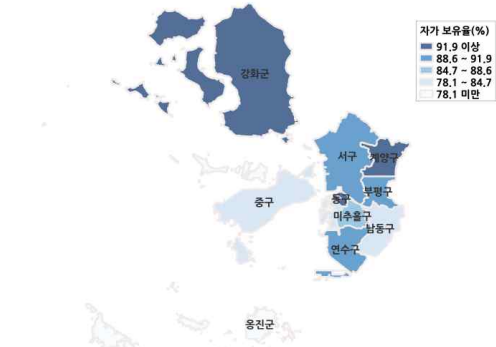 자가 보유율(%)
91.9 이상
88.6 ~ 91.9
84.7 ~ 88.6
78.1 ~ 84.7
78.1 미만
강화군
서구
계양구
부평구
동구
중구
미추홀구
남동구
연수구
옹진군